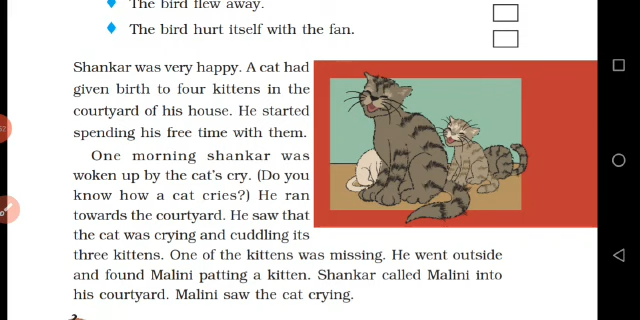 The bird flew away.
The bird hurt itself with the fan.
Shankar was very happy. A cat had
given birth to four kittens in the
courtyard of his house. He started
spending his free time with them.
One morning shankar was
woken up by the cat's cry. (Do you
know how a cat cries?) He ran
towards the courtyard. He saw that
the cat was crying and cuddling its
three kittens. One of the kittens was missing. He went outside
and found Malini patting a kitten. Shankar called Malini into
his courtyard. Malini saw the cat crying.